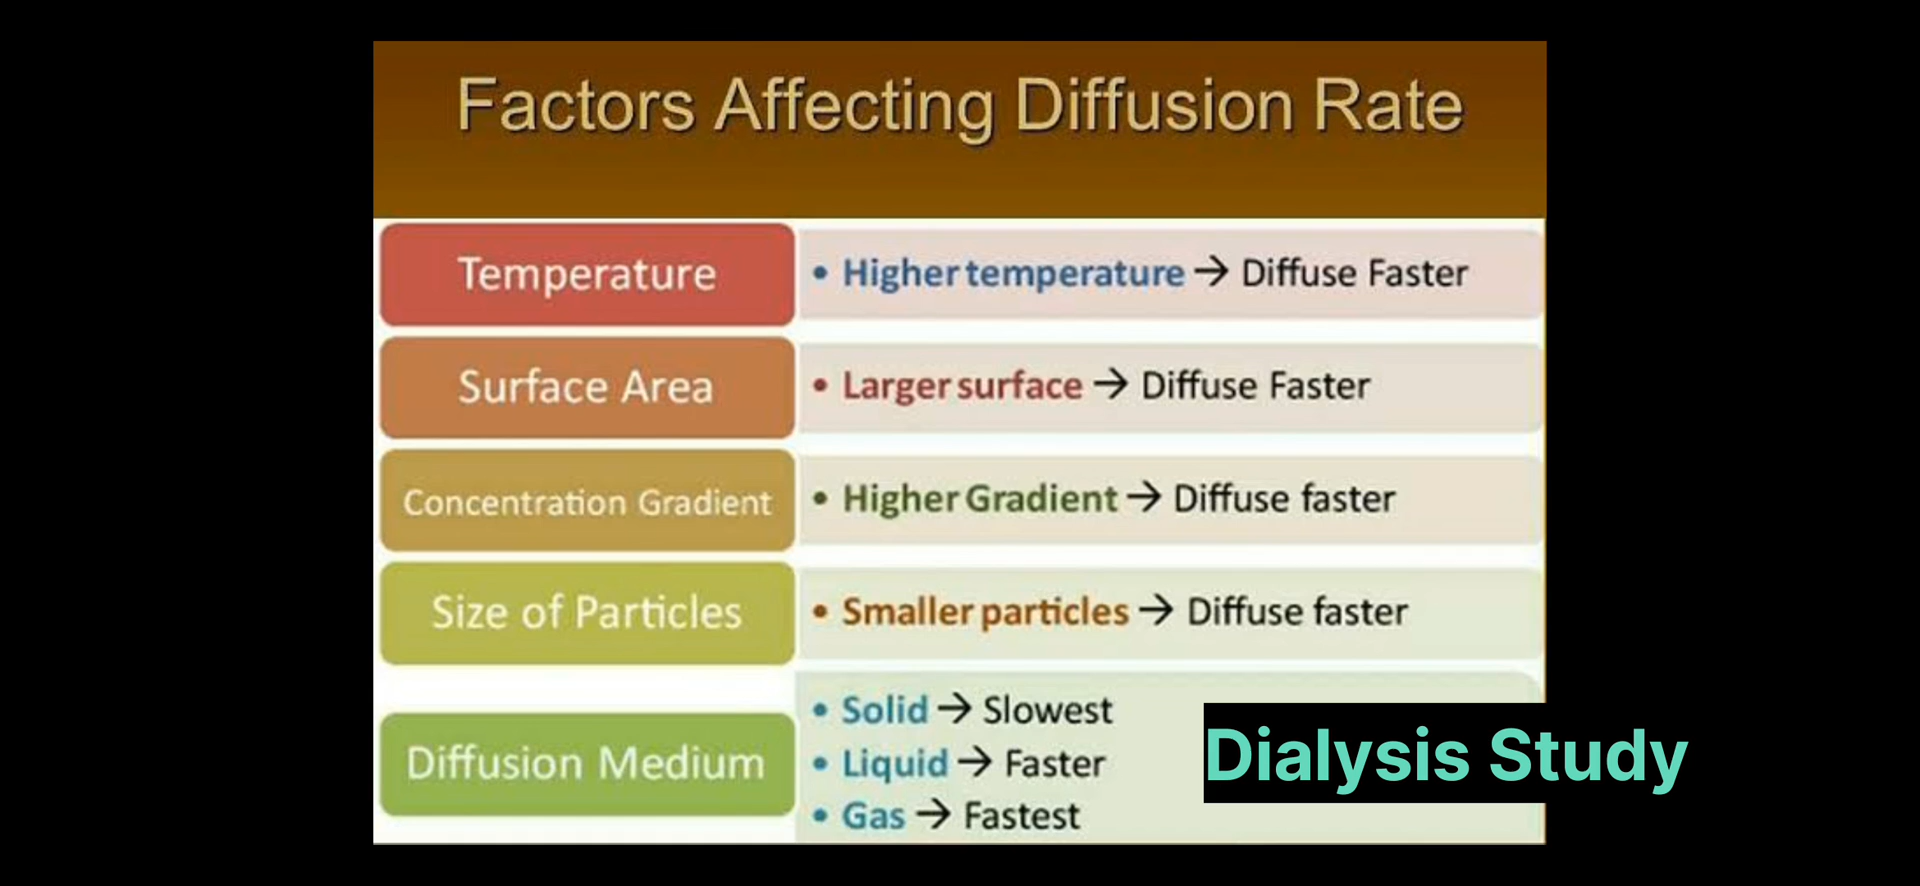 Factors Affecting Diffusion Rate
Temperature
• Higher temperature → Diffuse Faster
Surface Area
• Larger surface → Diffuse Faster
Concentration Gradient
• Higher Gradient → Diffuse faster
Size of Particles
• Smaller particles → Diffuse faster
Diffusion Medium
• Solid → Slowest
• Liquid → Faster
• Gas → Fastest
Dialysis Study